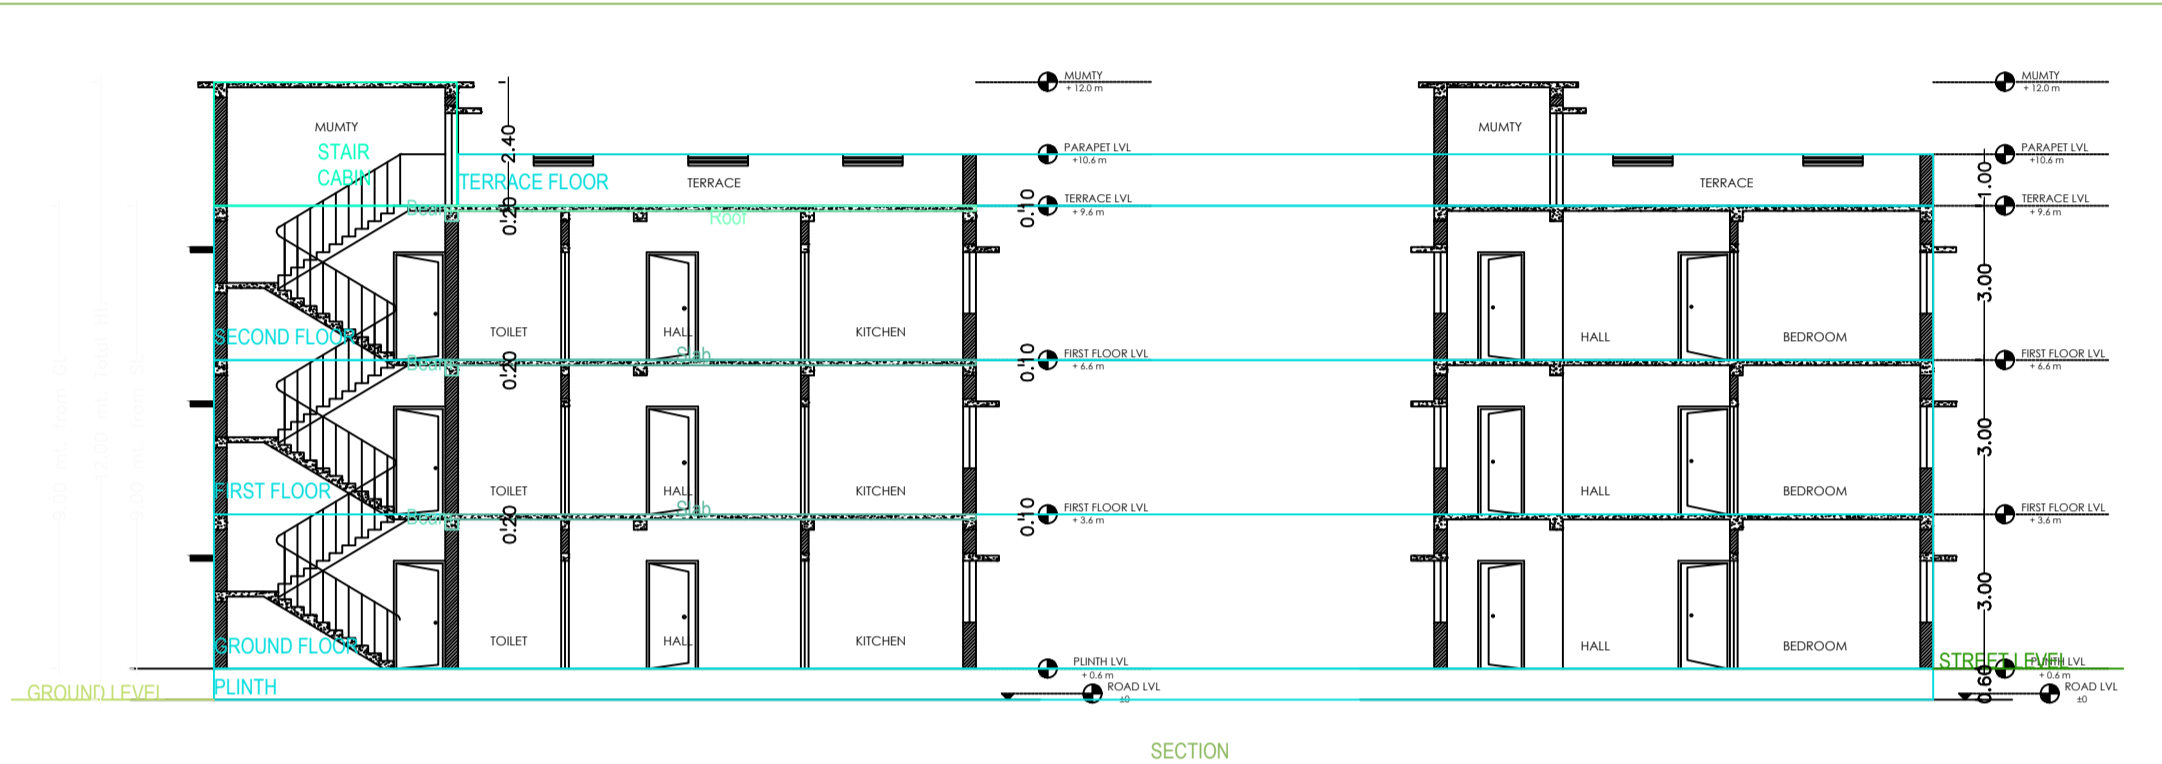 MUMTY
+ 12.0 m
MUMTY
+ 12.0 m
MUMTY
STAIR
CABIN
2.40
MUMTY
PARAPET LVL
+10.6 m
PARAPET LVL
+10.6 m
TERRACE FLOOR
TERRACE
TERRACE
1.00
Beam
0.20
Roof
0.10
TERRACE LVL
+ 9.6 m
TERRACE LVL
+ 9.6 m
3.00
SECOND FLOOR
TOILET
HALL
KITCHEN
HALL
BEDROOM
Beam
0.20
Slab
0.10
FIRST FLOOR LVL
+ 6.6 m
FIRST FLOOR LVL
+ 6.6 m
3.00
FIRST FLOOR
TOILET
HALL
KITCHEN
HALL
BEDROOM
Beam
0.20
Slab
0.10
FIRST FLOOR LVL
+ 3.6 m
FIRST FLOOR LVL
+ 3.6 m
3.00
GROUND FLOOR
TOILET
HALL
KITCHEN
HALL
BEDROOM
PLINTH LVL
+ 0.6 m
STREET LEVEL
PLINTH LVL
+ 0.6 m
GROUND LEVEL
PLINTH
ROAD LVL
±0
0.60
ROAD LVL
±0
SECTION